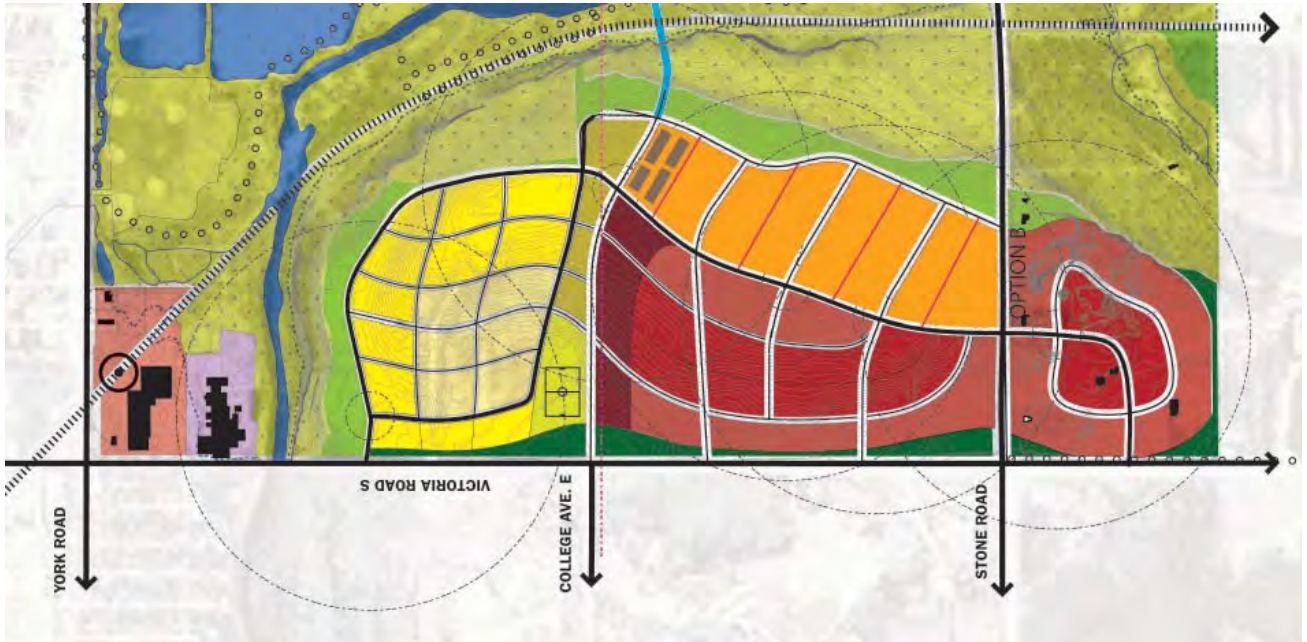 OPTION B
VICTORIA ROAD S
YORK ROAD
COLLEGE AVE. E
STONE ROAD